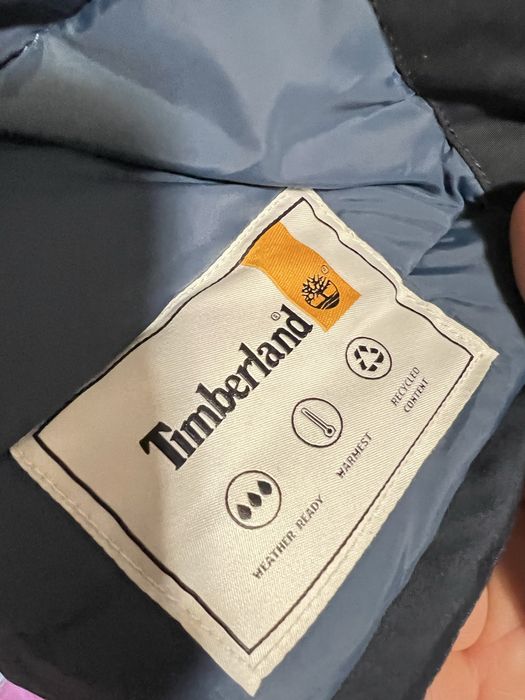 Timberland®
®
WEATHER READY
WARMEST
RECYCLED
CONTENT